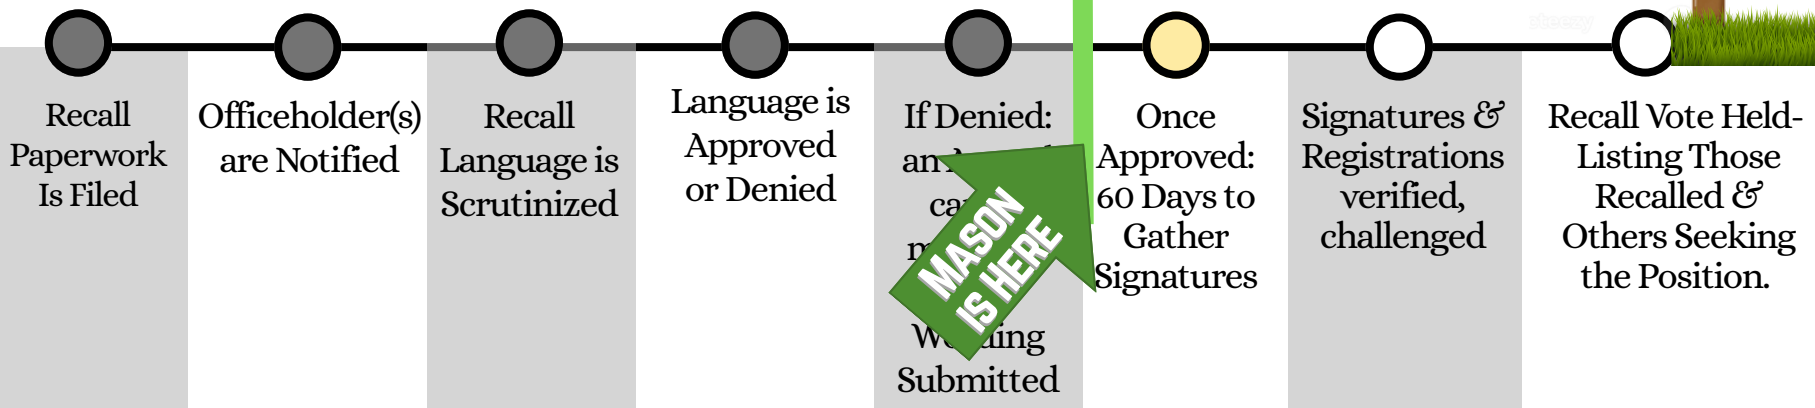 Recall
Paperwork
Is Filed
Officeholder(s)
are Notified
Recall
Language is
Scrutinized
Language is
Approved
or Denied
If Denied:
Submitted
MASON
IS HERE
Once
Approved:
60 Days to
Gather
Signatures
Signatures &
Registrations
verified,
challenged
Recall Vote Held-
Listing Those
Recalled &
Others Seeking
the Position.